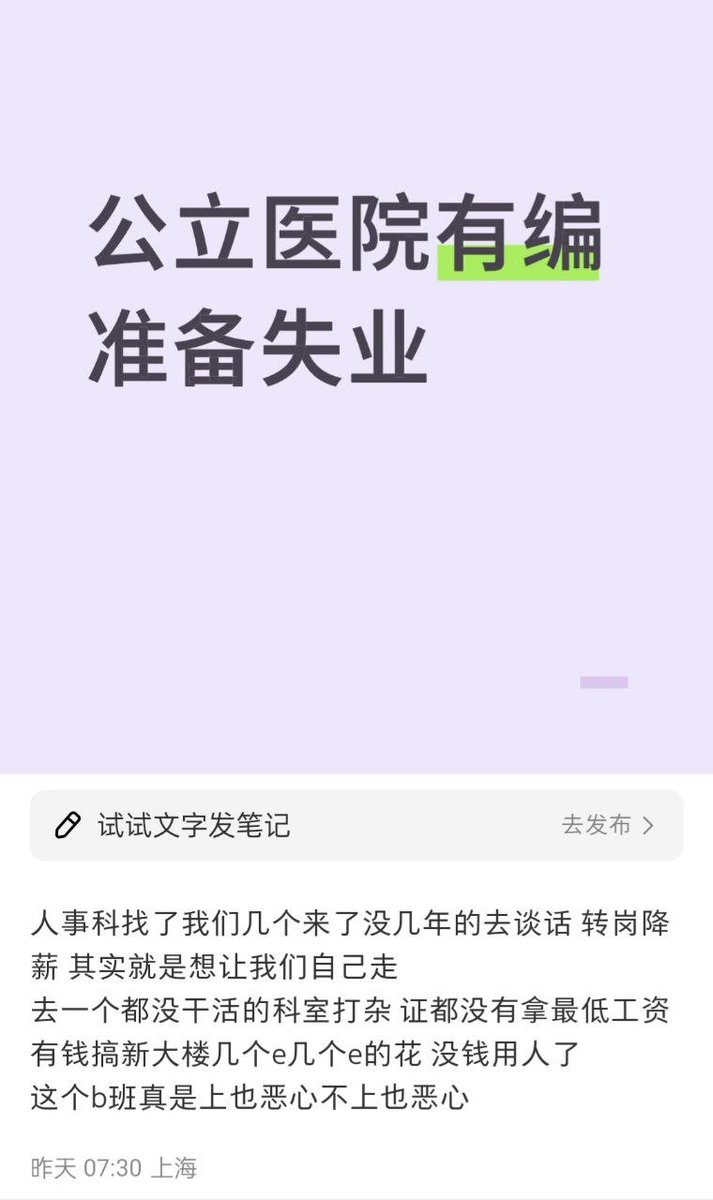 公立医院有编
准备失业
试试文字发笔记
去发布
人事科找了我们几个来了没几年的去谈话 转岗降
薪 其实就是想让我们自己走
去一个都没干活的科室打杂 证都没有拿最低工资
有钱搞新大楼几个e几个e的花 没钱用人了
这个b班真是上也恶心不上也恶心
昨天 07:30 上海